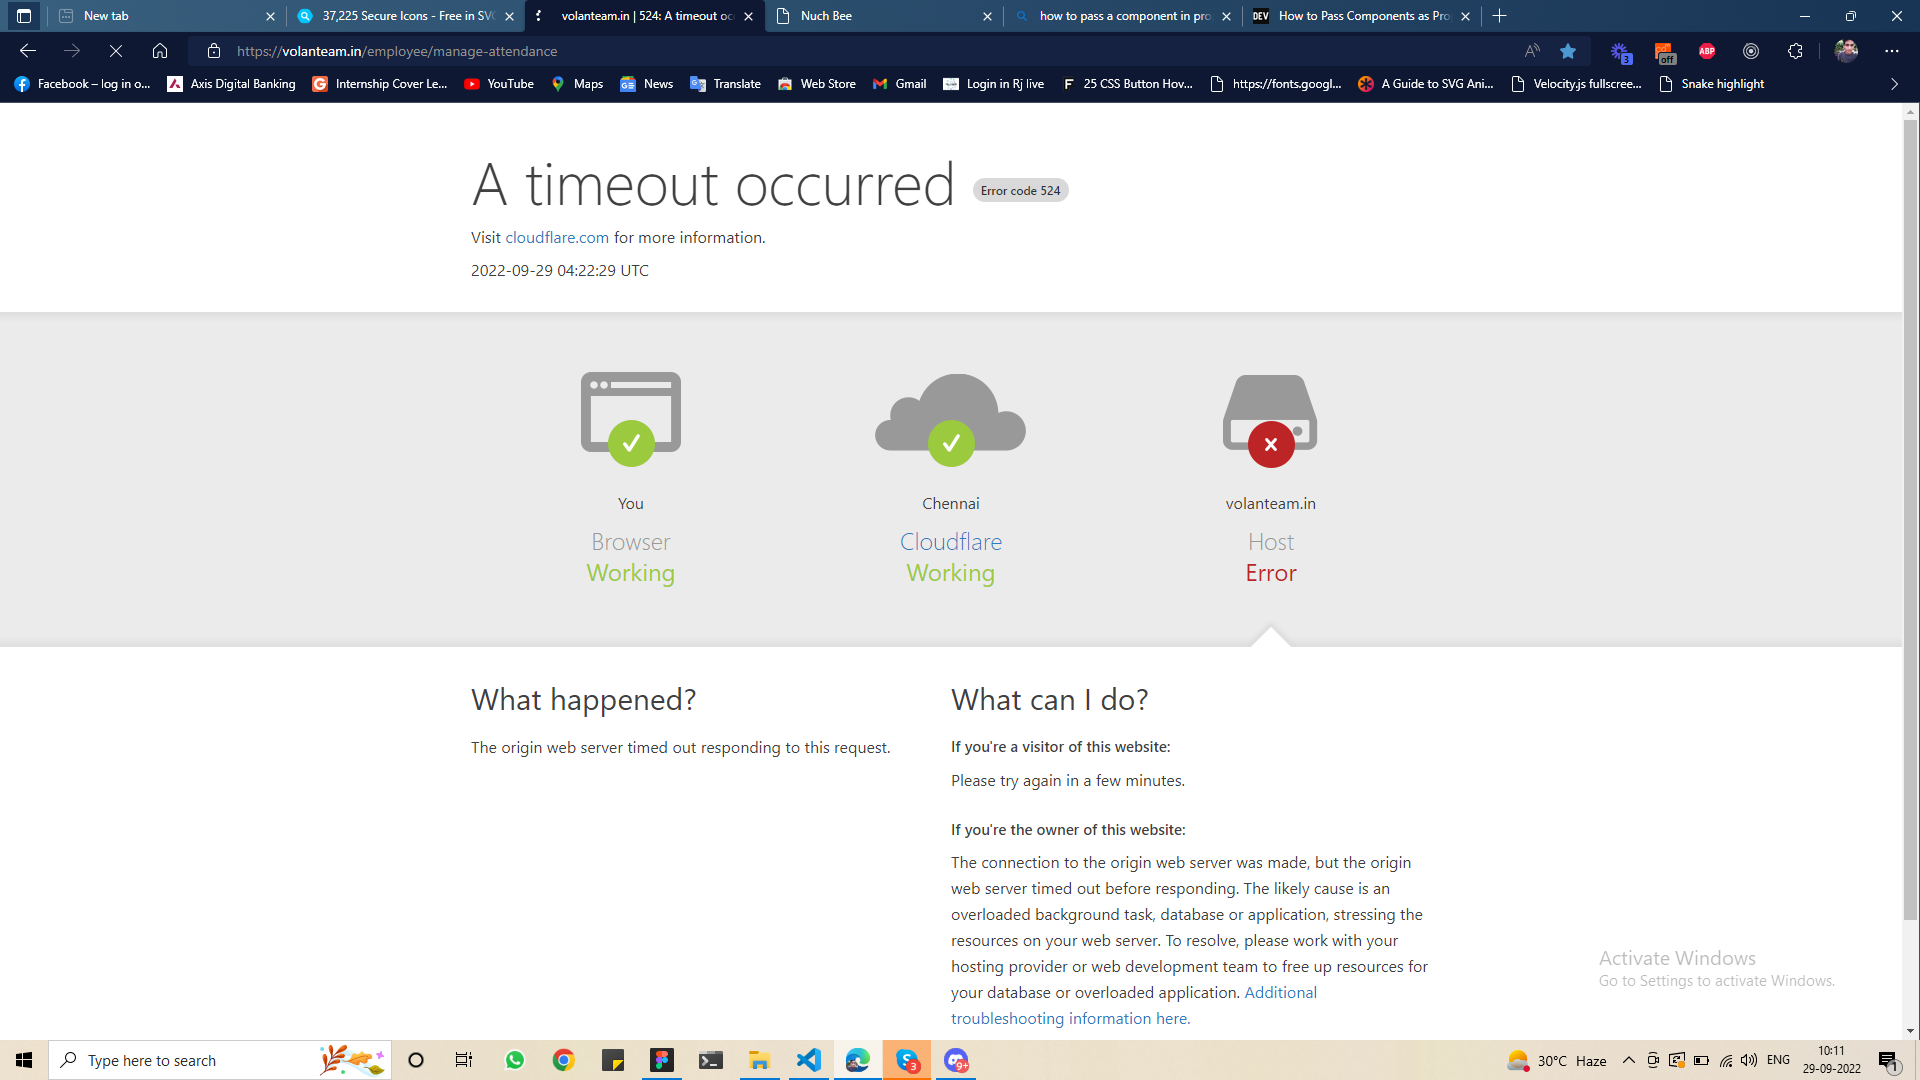 New tab
37,225 Secure Icons - Free in SV
volanteam.in | 524: A timeout oc
Nuch Bee
how to pass a component in pro
DEV How to Pass Components as Pro
https://volanteam.in/employee/manage-attendance
3
off
ABP
Facebook – log in o...
Axis Digital Banking
Internship Cover Le...
YouTube
Maps
News
Translate
Web Store
Gmail
Login in Rj live
F 25 CSS Button Hov...
https://fonts.googl...
A Guide to SVG Ani...
Velocity.js fullscree...
Snake highlight
A timeout occurred Error code 524
Visit cloudflare.com for more information.
2022-09-29 04:22:29 UTC
You
Browser
Working
Chennai
Cloudflare
Working
volanteam.in
Host
Error
What happened?
The origin web server timed out responding to this request.
What can I do?
If you're a visitor of this website:
Please try again in a few minutes.
If you're the owner of this website:
The connection to the origin web server was made, but the origin
web server timed out before responding. The likely cause is an
overloaded background task, database or application, stressing the
resources on your web server. To resolve, please work with your
hosting provider or web development team to free up resources for
your database or overloaded application. Additional
troubleshooting information here.
Activate Windows
Go to Settings to activate Windows.
Type here to search
3
9+
30°C Haze
ENG
10:11
29-09-2022
1